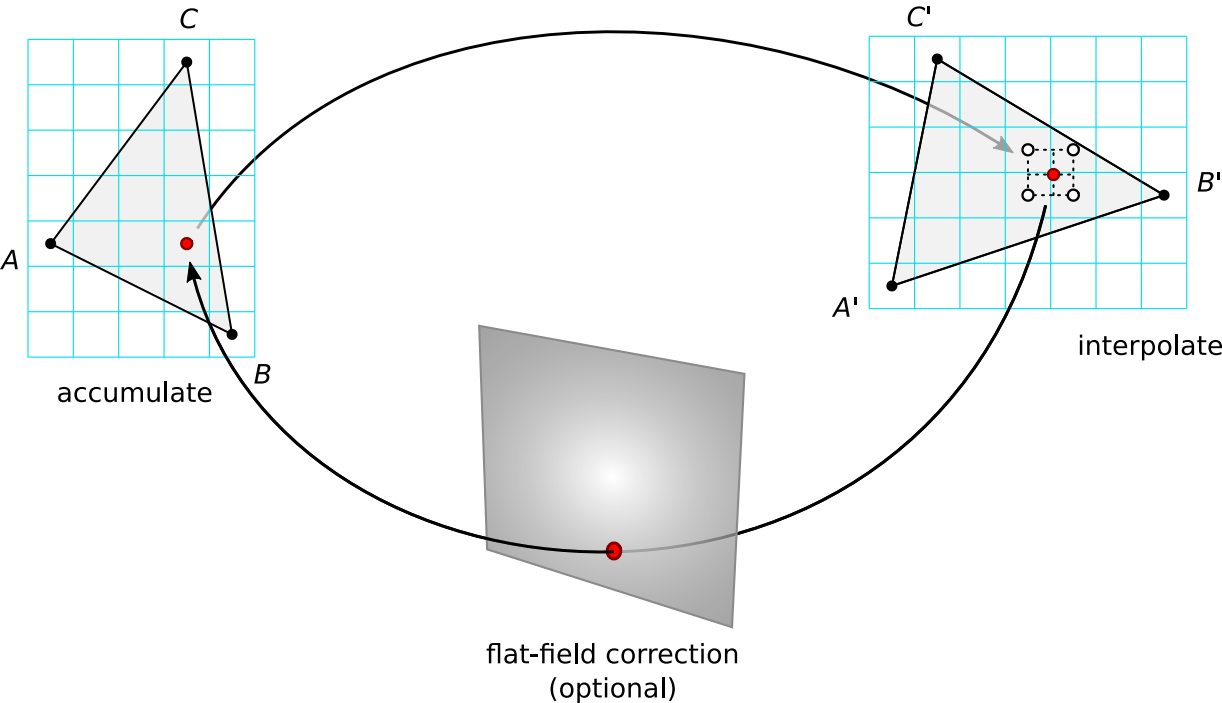 C
C'
A
B'
A'
B
interpolate
accumulate
flat-field correction
(optional)